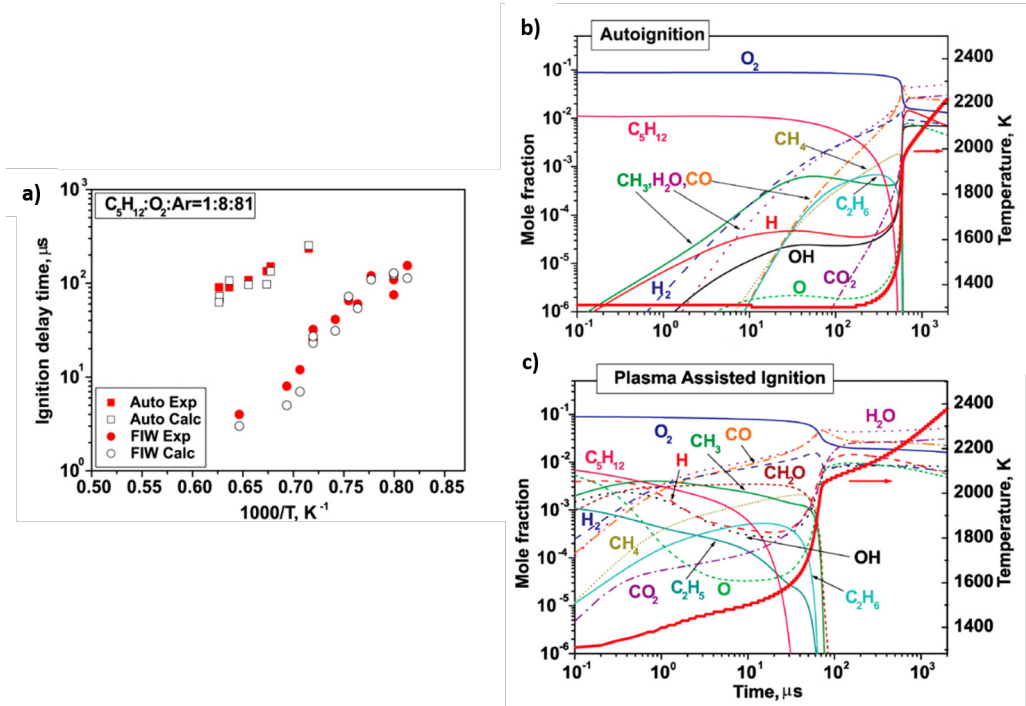 a)
C₅H₁₂:O₂:Ar=1:8:81
10³
10²
10¹
10⁰
Ignition delay time, μs
Auto Exp
Auto Calc
FIW Exp
FIW Calc
0.50 0.55 0.60 0.65 0.70 0.75 0.80 0.85
1000/T, K⁻¹
b)
Autoignition
10⁻¹
10⁻²
10⁻³
10⁻⁴
10⁻⁵
10⁻⁶
Mole fraction
O₂
C₅H₁₂
CH₄
CH₃,H₂O,CO
C₂H₆
H
OH
CO₂
H₂
O
2400
2200
2000
1800
1600
1400
Temperature, K
10⁻¹ 10⁰ 10¹ 10² 10³
c)
Plasma Assisted Ignition
10⁻¹
10⁻²
10⁻³
10⁻⁴
10⁻⁵
10⁻⁶
Mole fraction
H₂O
O₂
CO
CH₃
C₅H₁₂
H
CH₂O
H₂
CH₄
OH
CO₂
C₂H₅
O
C₂H₆
2400
2200
2000
1800
1600
1400
Temperature, K
10⁻¹ 10⁰ 10¹ 10² 10³
Time, μs